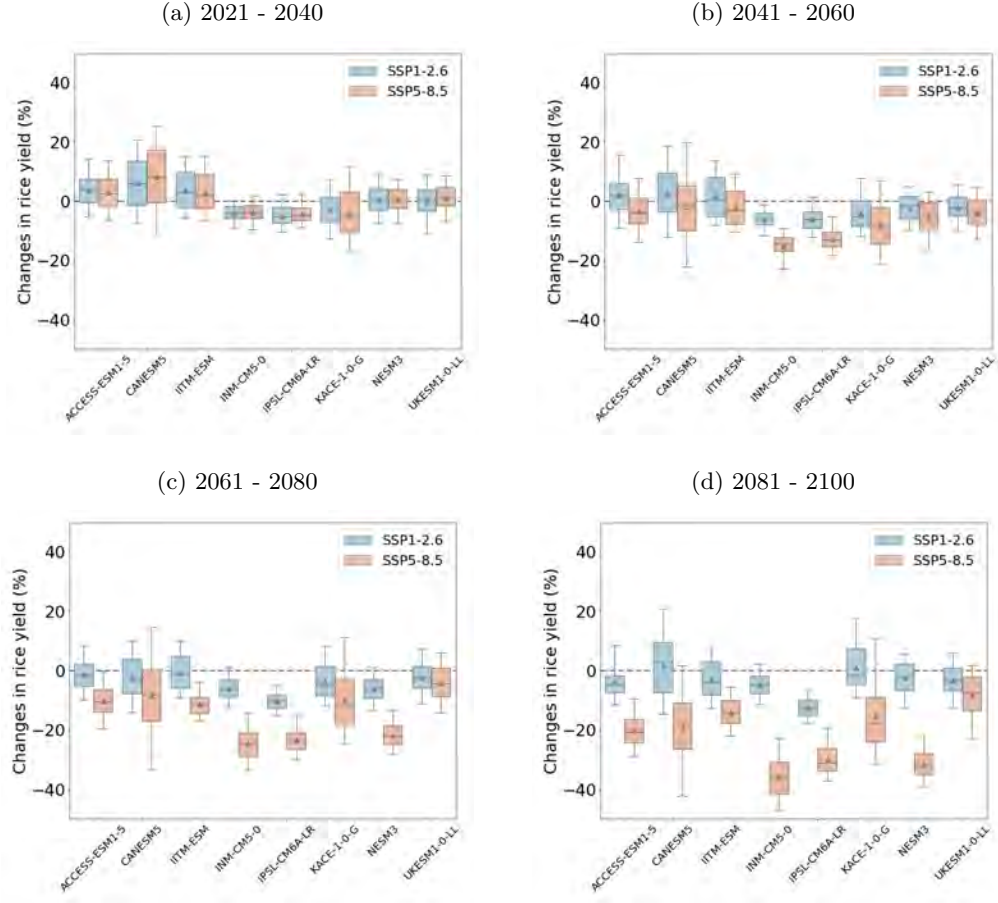 (a) 2021 - 2040
Changes in rice yield (%)
40
20
0
−20
−40
SSP1-2.6
SSP5-8.5
ACCESS-ESM1-5
CANESM5
IITM-ESM
INM-CM5-0
IPSL-CM6A-LR
KACE-1-0-G
NESM3
UKESM1-0-LL
(b) 2041 - 2060
Changes in rice yield (%)
40
20
0
−20
−40
SSP1-2.6
SSP5-8.5
ACCESS-ESM1-5
CANESM5
IITM-ESM
INM-CM5-0
IPSL-CM6A-LR
KACE-1-0-G
NESM3
UKESM1-0-LL
(c) 2061 - 2080
Changes in rice yield (%)
40
20
0
−20
−40
SSP1-2.6
SSP5-8.5
ACCESS-ESM1-5
CANESM5
IITM-ESM
INM-CM5-0
IPSL-CM6A-LR
KACE-1-0-G
NESM3
UKESM1-0-LL
(d) 2081 - 2100
Changes in rice yield (%)
40
20
0
−20
−40
SSP1-2.6
SSP5-8.5
ACCESS-ESM1-5
CANESM5
IITM-ESM
INM-CM5-0
IPSL-CM6A-LR
KACE-1-0-G
NESM3
UKESM1-0-LL